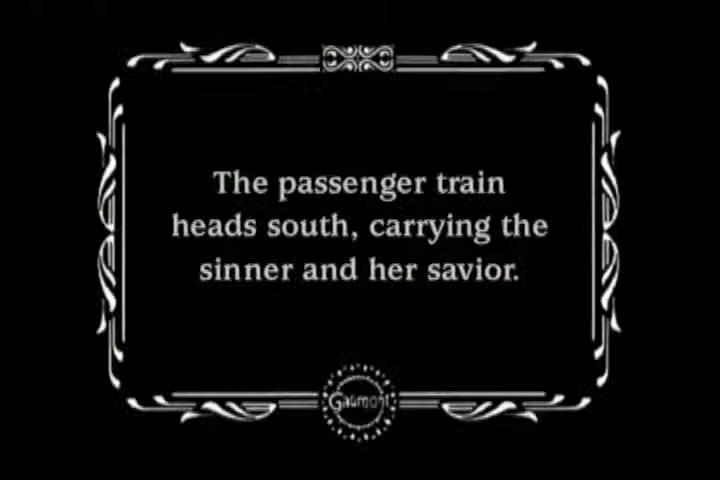 The passenger train
heads south, carrying the
sinner and her savior.
Gaumont